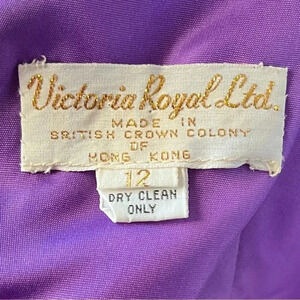 Victoria Royal Ltd.
MADE IN
BRITISH CROWN COLONY
OF
HONG KONG
12
DRY CLEAN
ONLY